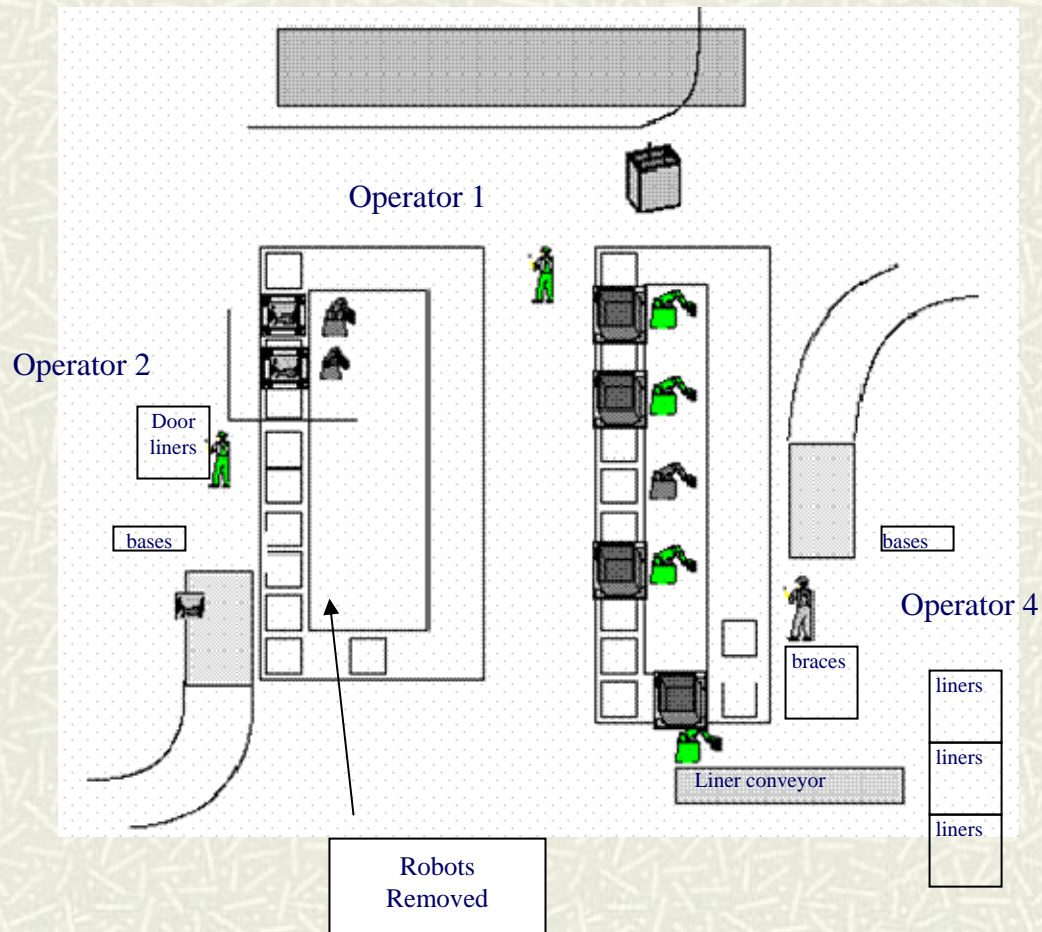 Operator 1
Operator 2
Door
liners
bases
bases
Operator 4
braces
liners
liners
liners
Liner conveyor
Robots
Removed